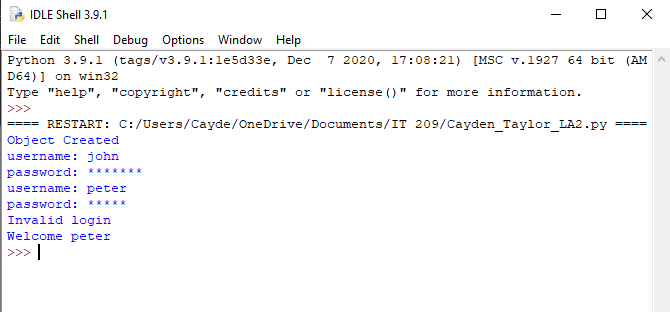 IDLE Shell 3.9.1
File Edit Shell Debug Options Window Help
Python 3.9.1 (tags/v3.9.1:1e5d33e, Dec  7 2020, 17:08:21) [MSC v.1927 64 bit (AM
D64)] on win32
Type "help", "copyright", "credits" or "license()" for more information.
>>>
==== RESTART: C:/Users/Cayde/OneDrive/Documents/IT 209/Cayden_Taylor_LA2.py ====
Object Created
username: john
password: *******
username: peter
password: *****
Invalid login
Welcome peter
>>>